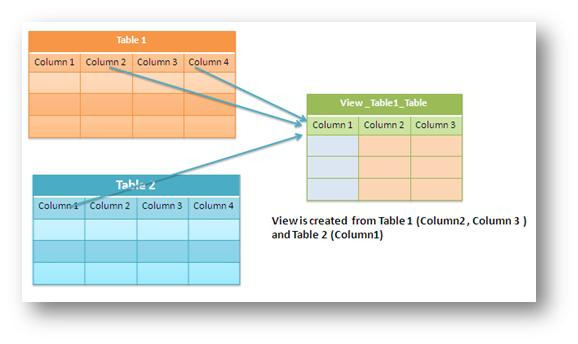 Table 1
Column 1 Column 2 Column 3 Column 4
View _Table1_Table
Column 1 Column 2 Column 3
Table 2
Column 1 Column 2 Column 3 Column 4
View is created from Table 1 (Column2 , Column 3 )
and Table 2 (Column1)